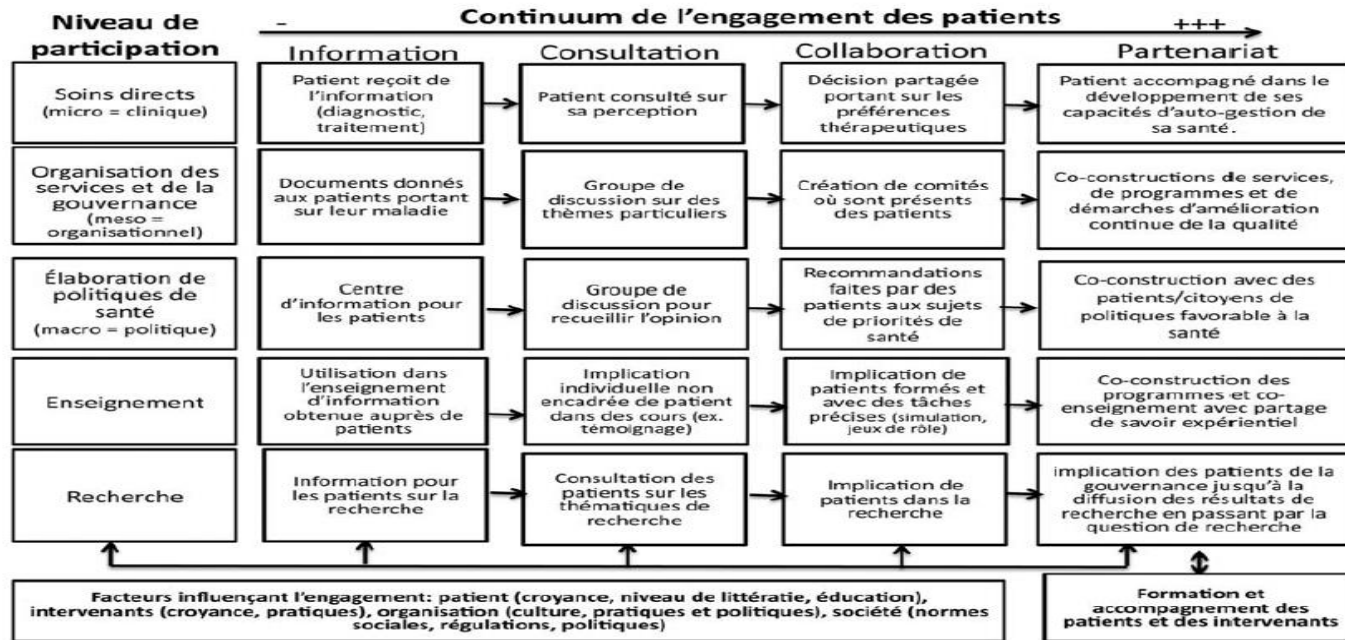 Continuum de l'engagement des patients
Niveau de
participation
-
+++
Information
Consultation
Collaboration
Partenariat
Soins directs
(micro = clinique)
Patient reçoit de
l'information
(diagnostic,
traitement)
Patient consulté sur
sa perception
Décision partagée
portant sur les
préférences
thérapeutiques
Patient accompagné dans le
développement de ses
capacités d'auto-gestion de
sa santé.
Organisation des
services et de la
gouvernance
(meso =
organisationnel)
Documents donnés
aux patients portant
sur leur maladie
Groupe de
discussion sur des
thèmes particuliers
Création de comités
où sont présents
des patients
Co-constructions de services,
de programmes et de
démarches d'amélioration
continue de la qualité
Élaboration de
politiques de
santé
(macro = politique)
Centre
d'information pour
les patients
Groupe de
discussion pour
recueillir l'opinion
Recommandations
faites par des
patients aux sujets
de priorités de
santé
Co-construction avec des
patients/citoyens de
politiques favorable à la
santé
Enseignement
Utilisation dans
l'enseignement
d'information
obtenue auprès de
patients
Implication
individuelle non
encadrée de patient
dans des cours (ex.
témoignage)
Implication de
patients formés et
avec des tâches
précises (simulation,
jeux de rôle)
Co-construction des
programmes et co-
enseignement avec partage
de savoir expérientiel
Recherche
Information pour
les patients sur la
recherche
Consultation des
patients sur les
thématiques de
recherche
Implication de
patients dans la
recherche
implication des patients de la
gouvernance jusqu'à la
diffusion des résultats de
recherche en passant par la
question de recherche
Facteurs influençant l'engagement: patient (croyance, niveau de littératie, éducation),
intervenants (croyance, pratiques), organisation (culture, pratiques et politiques), société (normes
sociales, régulations, politiques)
Formation et
accompagnement des
patients et des intervenants